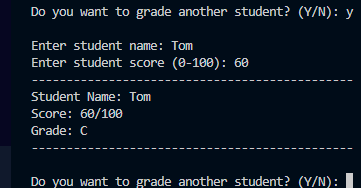 Do you want to grade another student? (Y/N): y
Enter student name: Tom
Enter student score (0-100): 60
----------------------------------------
Student Name: Tom
Score: 60/100
Grade: C
----------------------------------------
Do you want to grade another student? (Y/N):